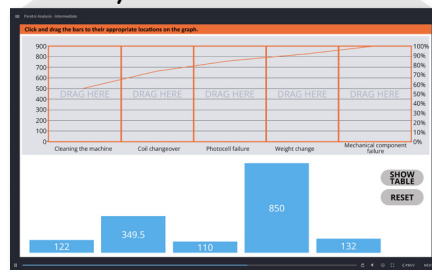 Pareto Analysis - Intermediate
Click and drag the bars to their appropriate locations on the graph.
900
800
700
600
500
400
300
200
100
0
100%
90%
80%
70%
60%
50%
40%
30%
20%
10%
0%
DRAG HERE
DRAG HERE
DRAG HERE
DRAG HERE
DRAG HERE
Cleaning the machine
Coil changeover
Photocell failure
Weight change
Mechanical component
failure
SHOW
TABLE
RESET
122
349.5
110
850
132